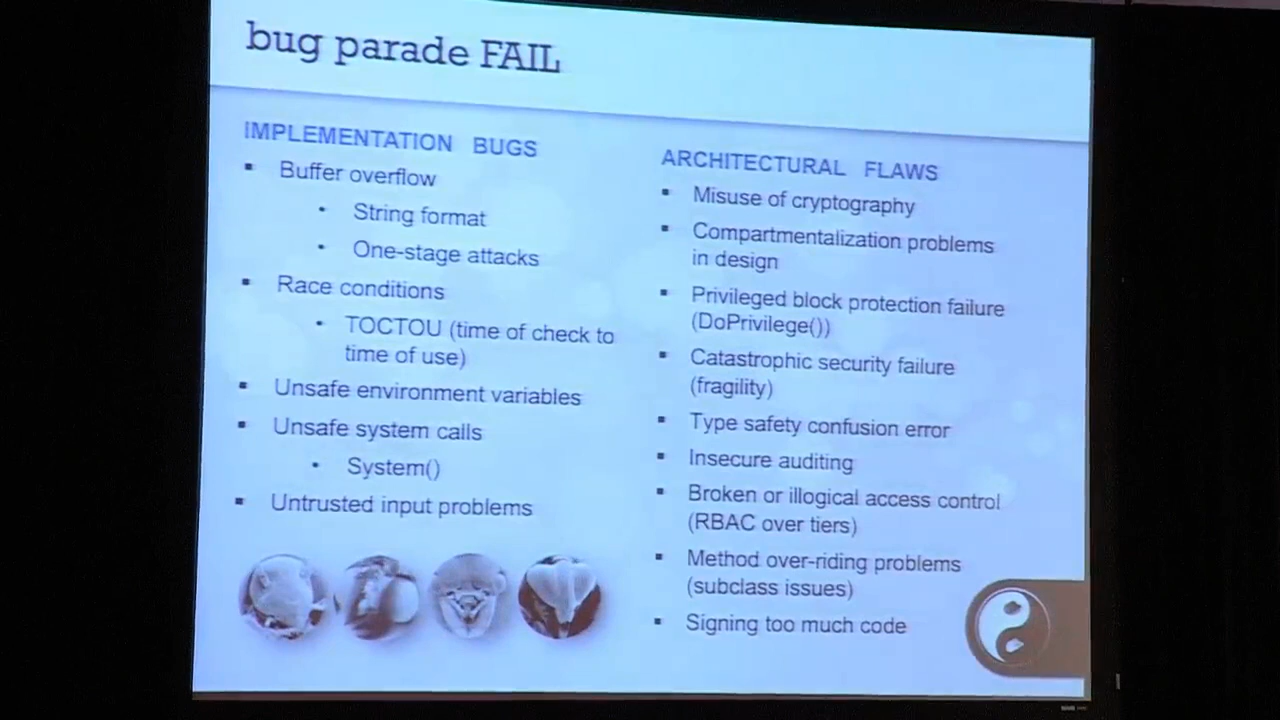 bug parade FAIL
IMPLEMENTATION BUGS
Buffer overflow
String format
One-stage attacks
Race conditions
TOCTOU (time of check to
time of use)
Unsafe environment variables
Unsafe system calls
System()
Untrusted input problems
ARCHITECTURAL FLAWS
Misuse of cryptography
Compartmentalization problems
in design
Privileged block protection failure
(DoPrivilege())
Catastrophic security failure
(fragility)
Type safety confusion error
Insecure auditing
Broken or illogical access control
(RBAC over tiers)
Method over-riding problems
(subclass issues)
Signing too much code